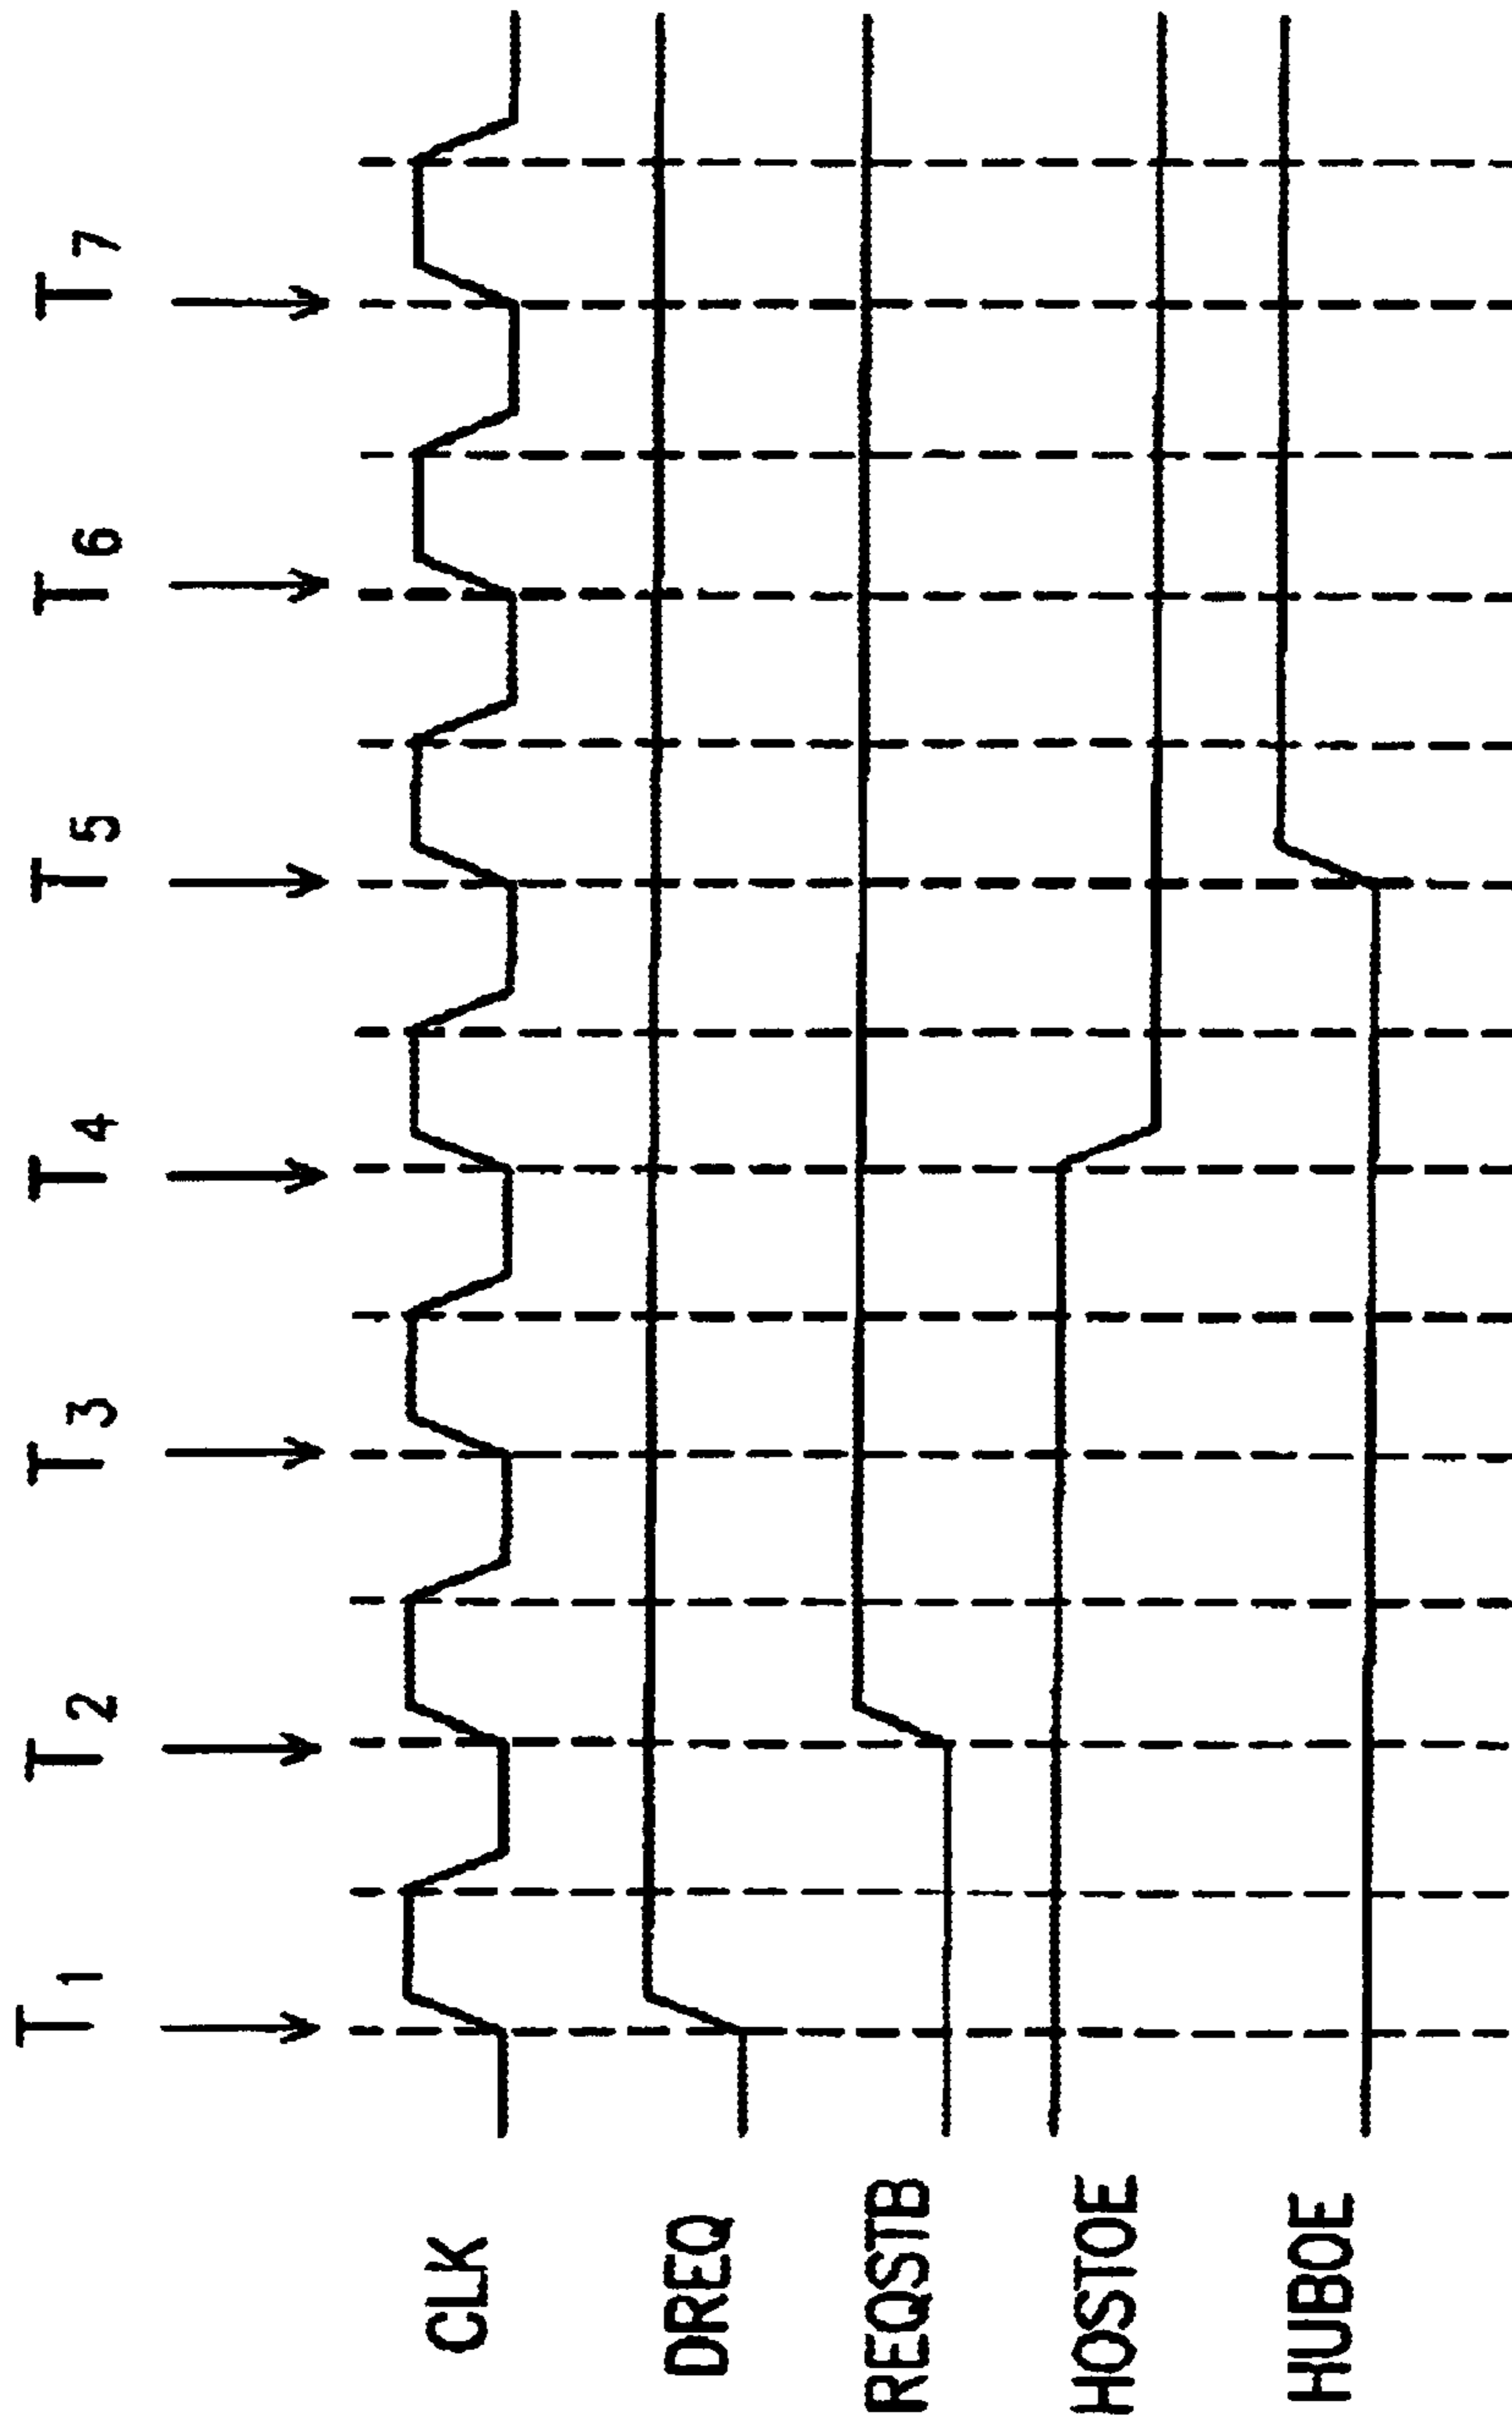 T1 T2 T3 T4 T5 T6 T7
CLK
DREQ
REQSTB
HOSTOE
HUBOE